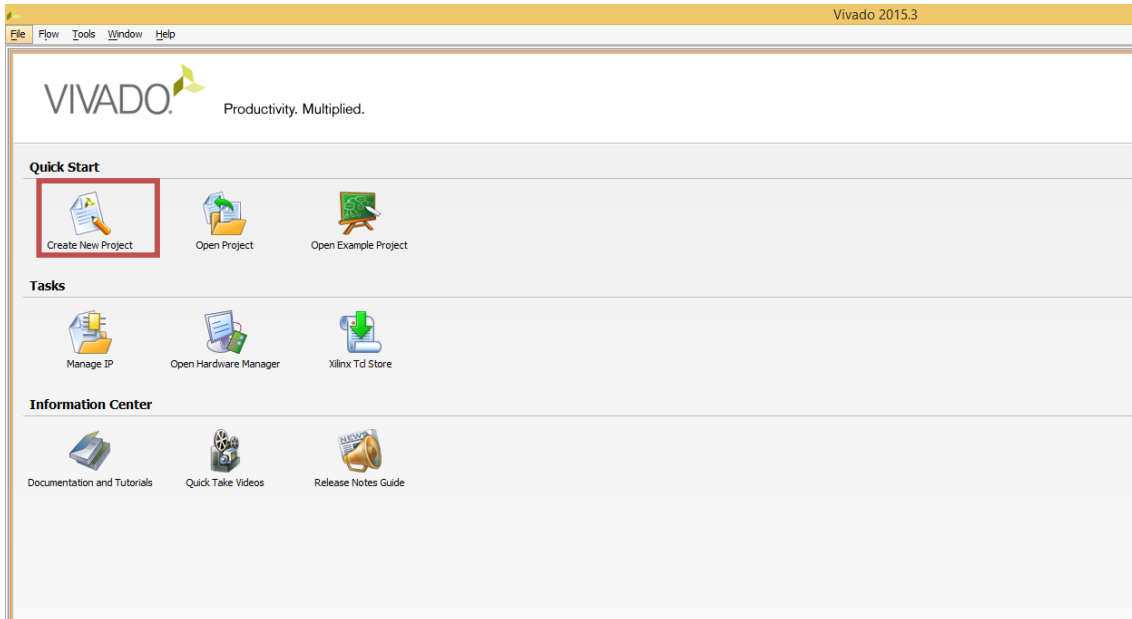 Vivado 2015.3
File Flow Tools Window Help
VIVADO. Productivity. Multiplied.
Quick Start
Create New Project Open Project Open Example Project
Tasks
Manage IP Open Hardware Manager Xilinx Tcl Store
Information Center
NEWS
Documentation and Tutorials Quick Take Videos Release Notes Guide